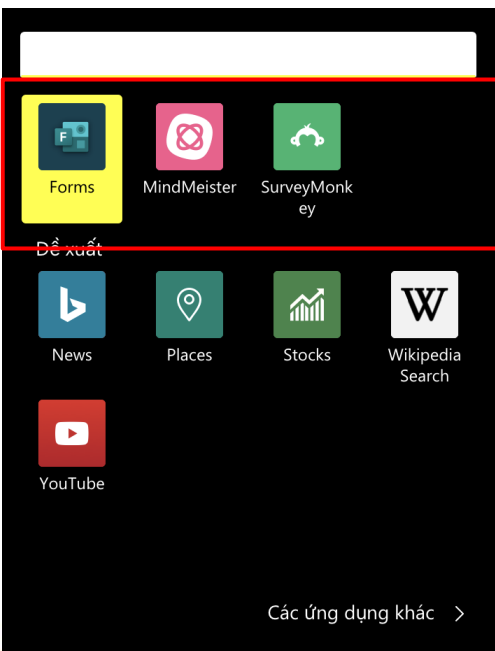 F
Forms
MindMeister
SurveyMonk
ey
Đề xuất
News
Places
Stocks
W
Wikipedia
Search
YouTube
Các ứng dụng khác